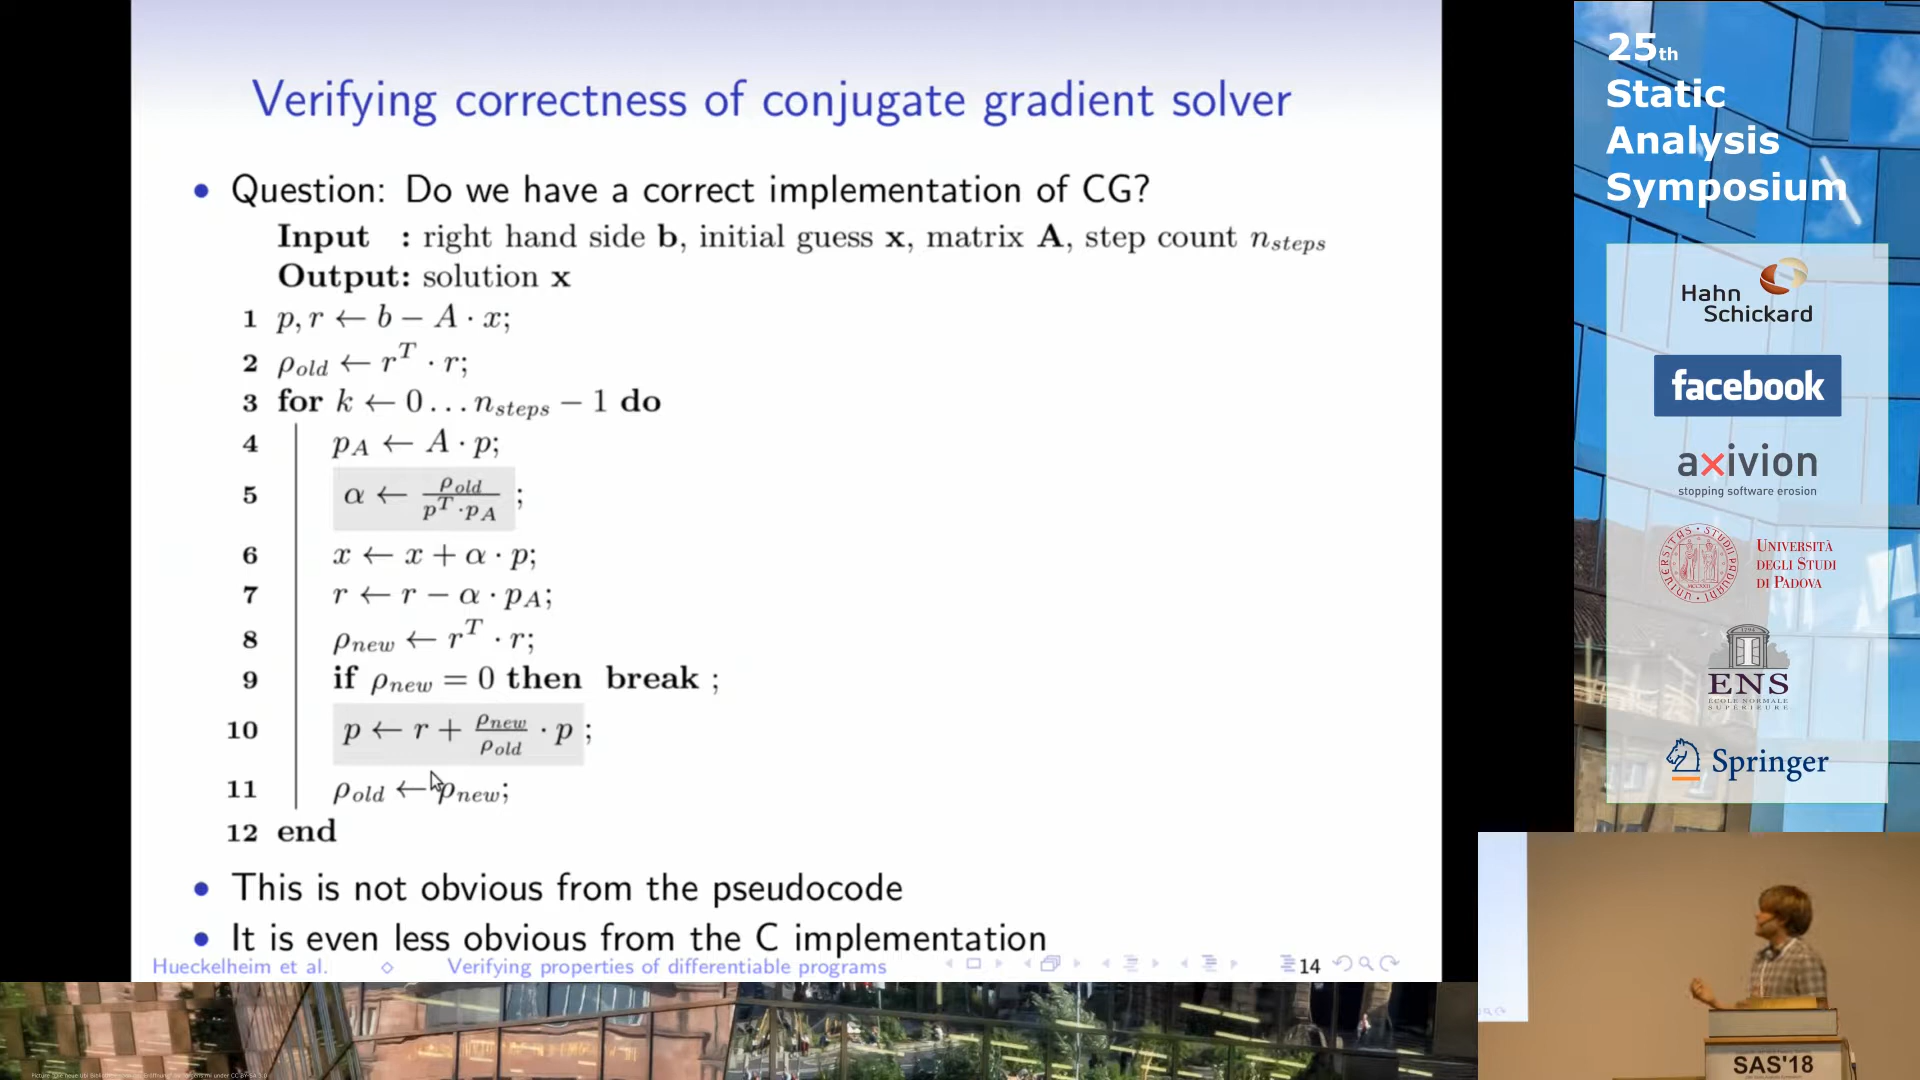 Verifying correctness of conjugate gradient solver
• Question: Do we have a correct implementation of CG?
Input : right hand side b, initial guess x, matrix A, step count n_steps
Output: solution x
1 p, r ← b − A · x;
2 ρ_old ← r^T · r;
3 for k ← 0 … n_steps − 1 do
4 p_A ← A · p;
5 α ← ρ_old / p^T·p_A ;
6 x ← x + α · p;
7 r ← r − α · p_A;
8 ρ_new ← r^T · r;
9 if ρ_new = 0 then break ;
10 p ← r + ρ_new / ρ_old · p ;
11 ρ_old ← ρ_new;
12 end
• This is not obvious from the pseudocode
• It is even less obvious from the C implementation
Hueckelheim et al. ◇ Verifying properties of differentiable programs 14
25th
Static
Analysis
Symposium
Hahn
Schickard
facebook
axivion
stopping software erosion
UNIVERSITÀ
DEGLI STUDI
DI PADOVA
ENS
ÉCOLE NORMALE
SUPÉRIEURE
Springer
SAS'18